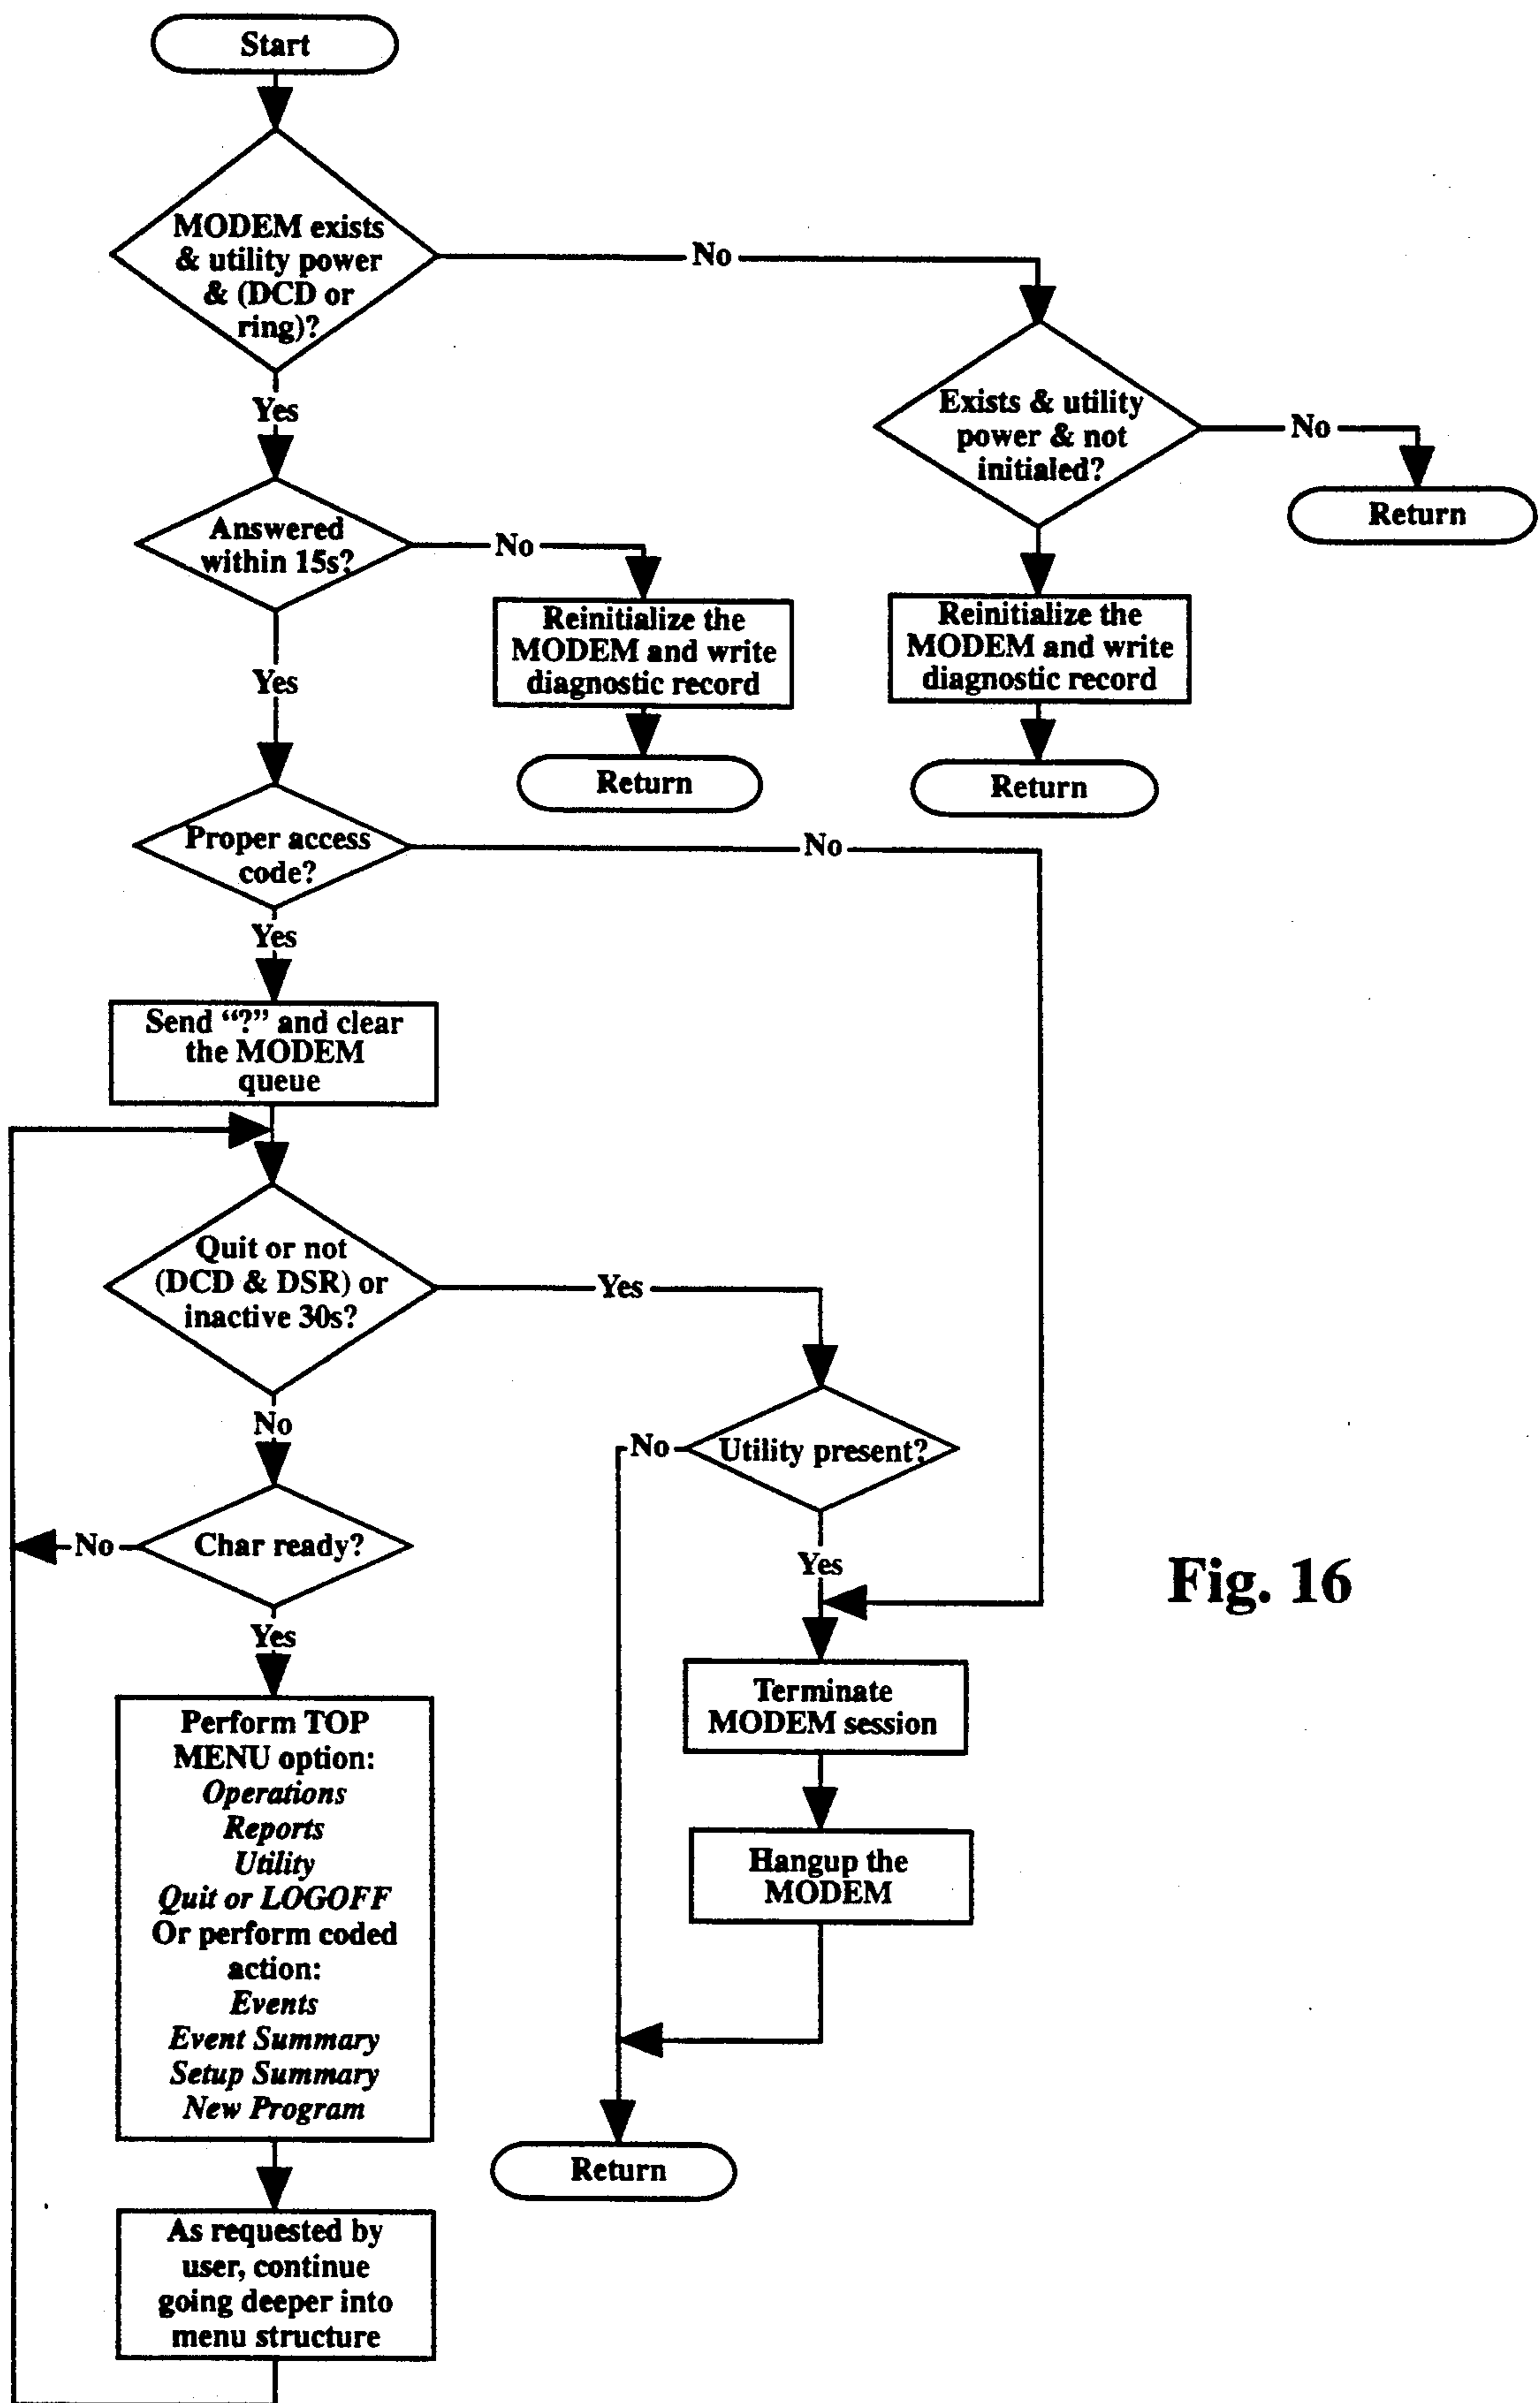 Start
MODEM exists
& utility power
& (DCD or
ring)?
No
Yes
Exists & utility
power & not
initialed?
No
Return
Answered
within 15s?
No
Reinitialize the
MODEM and write
diagnostic record
Reinitialize the
MODEM and write
diagnostic record
Yes
Return
Return
Proper access
code?
No
Yes
Send “?” and clear
the MODEM
queue
Quit or not
(DCD & DSR) or
inactive 30s?
Yes
No
No
Utility present?
Char ready?
No
Yes
Fig. 16
Yes
Terminate
MODEM session
Perform TOP
MENU option:
Operations
Reports
Utility
Quit or LOGOFF
Or perform coded
action:
Events
Event Summary
Setup Summary
New Program
Hangup the
MODEM
Return
As requested by
user, continue
going deeper into
menu structure